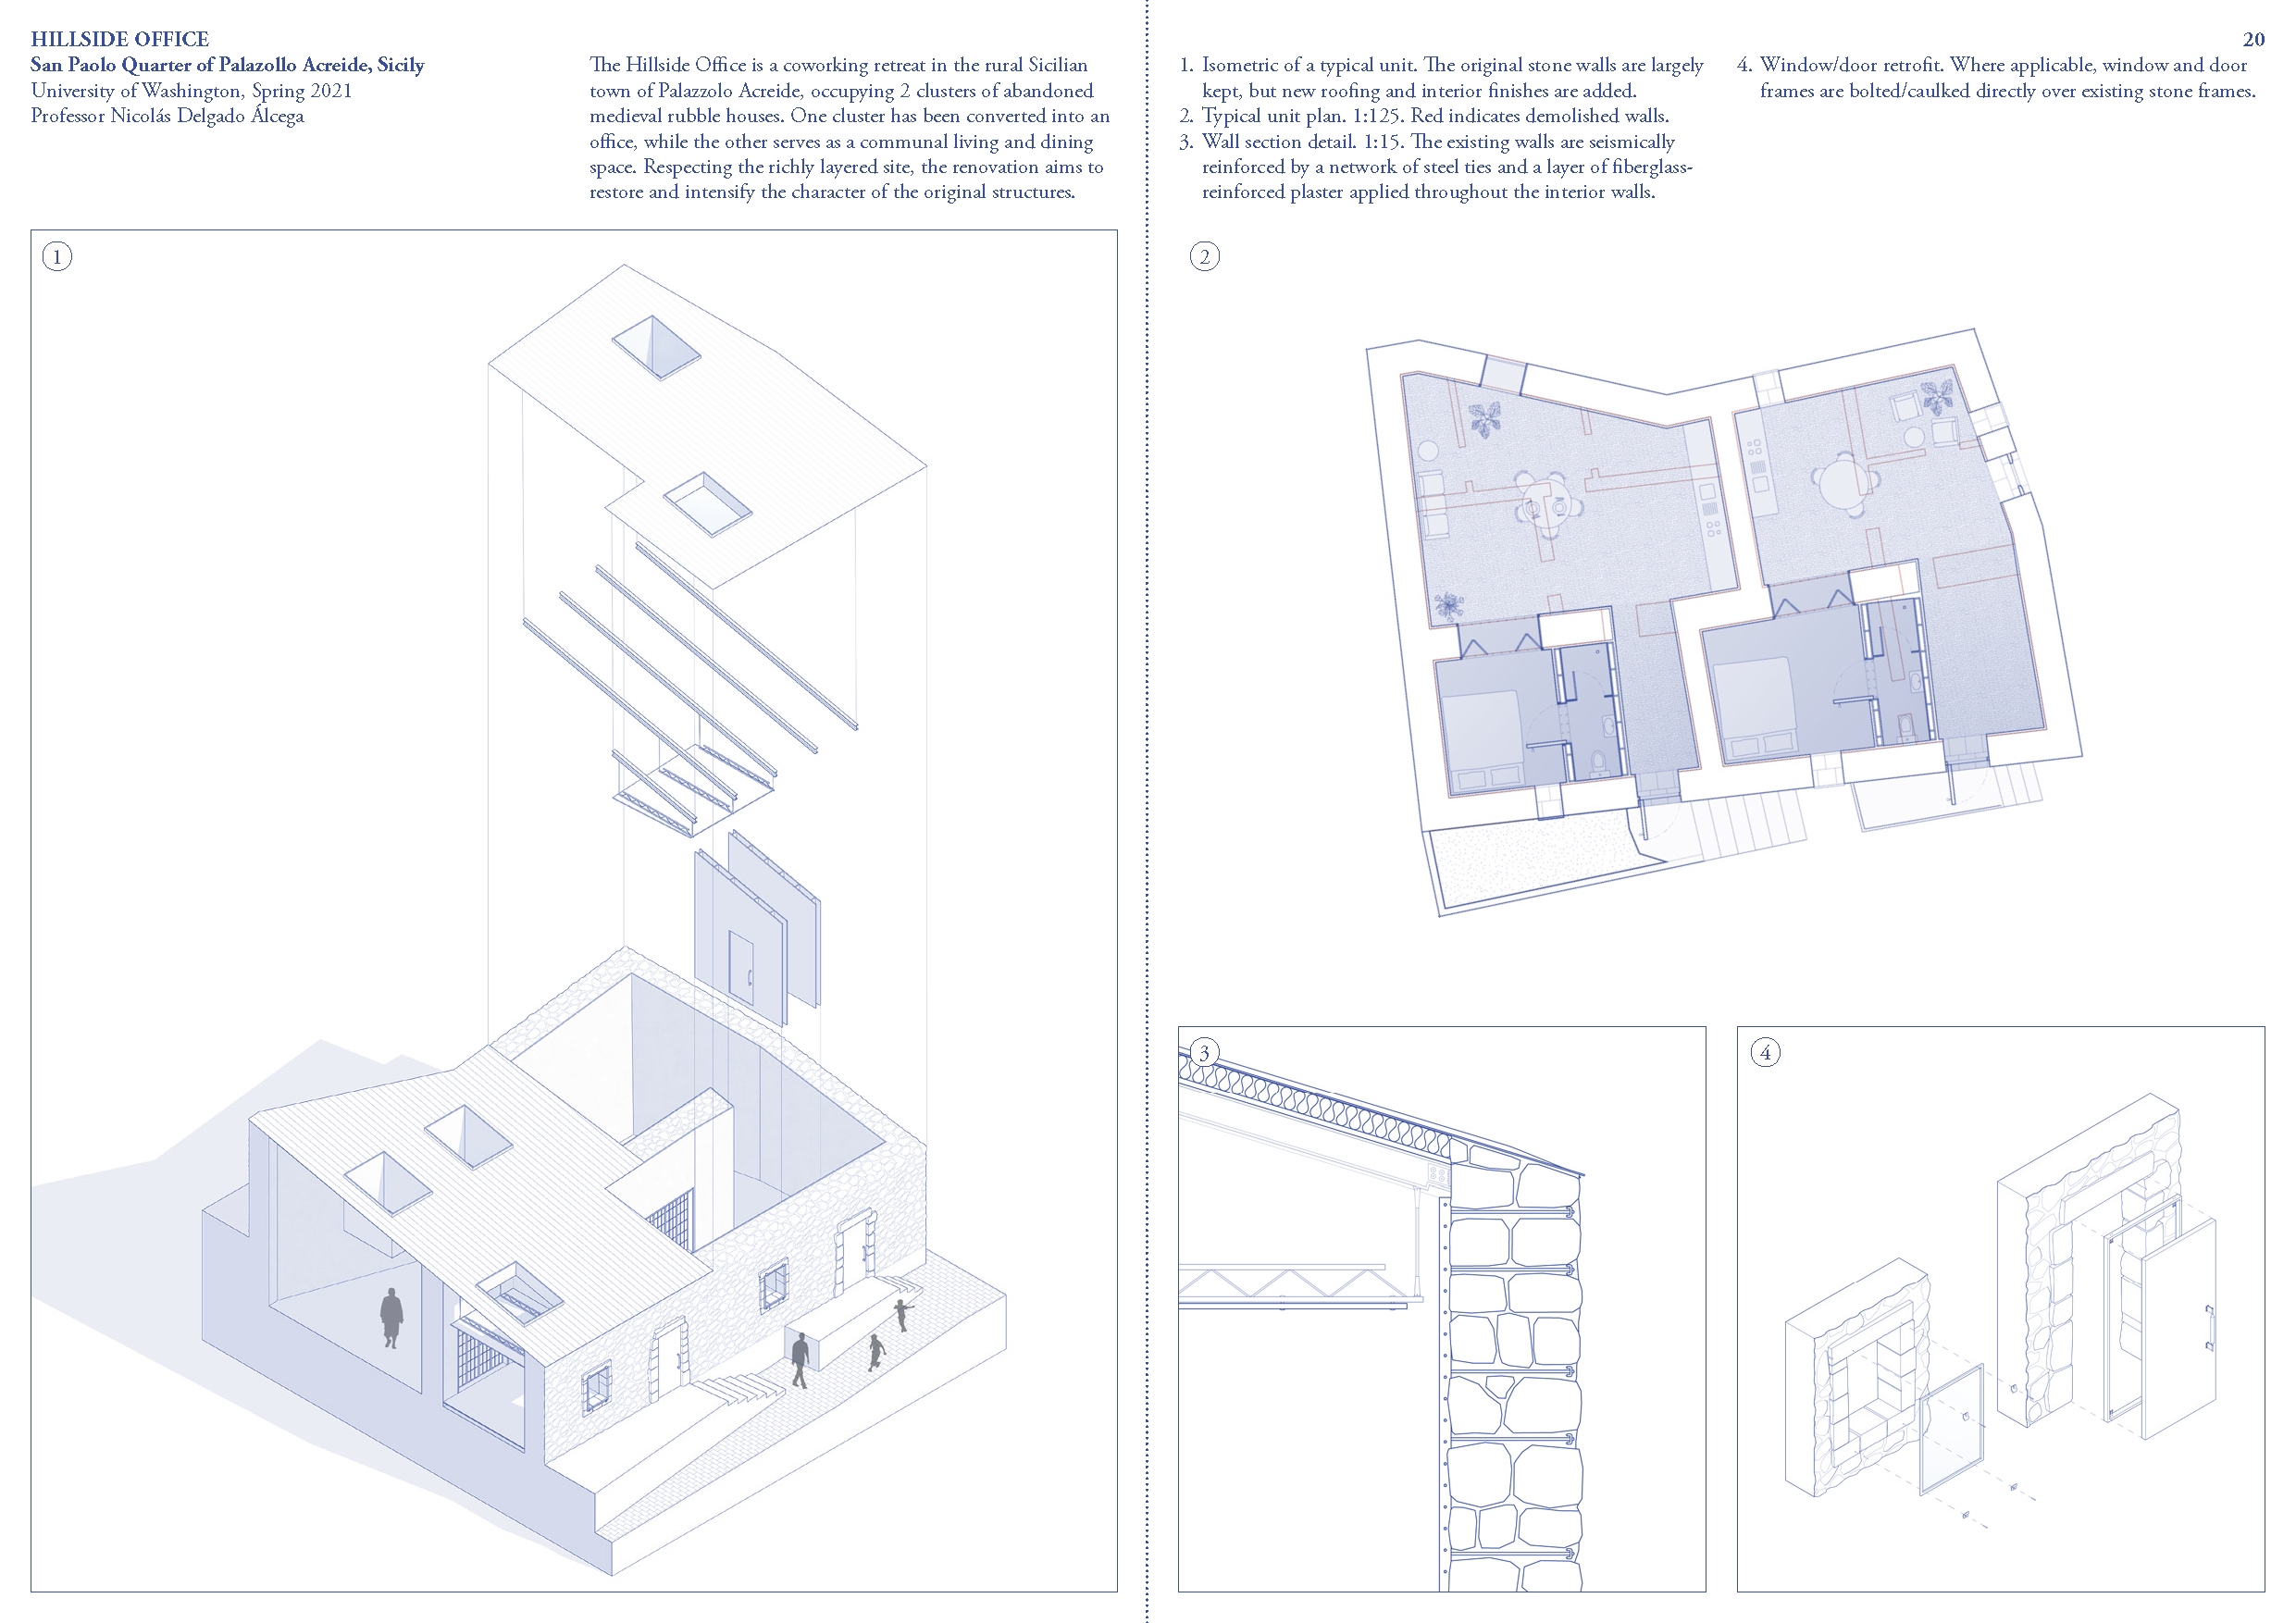 HILLSIDE OFFICE
San Paolo Quarter of Palazollo Acreide, Sicily
University of Washington, Spring 2021
Professor Nicolás Delgado Álcega
The Hillside Office is a coworking retreat in the rural Sicilian
town of Palazzolo Acreide, occupying 2 clusters of abandoned
medieval rubble houses. One cluster has been converted into an
office, while the other serves as a communal living and dining
space. Respecting the richly layered site, the renovation aims to
restore and intensify the character of the original structures.
1. Isometric of a typical unit. The original stone walls are largely
kept, but new roofing and interior finishes are added.
2. Typical unit plan. 1:125. Red indicates demolished walls.
3. Wall section detail. 1:15. The existing walls are seismically
reinforced by a network of steel ties and a layer of fiberglass-
reinforced plaster applied throughout the interior walls.
20
4. Window/door retrofit. Where applicable, window and door
frames are bolted/caulked directly over existing stone frames.
1
2
3
4